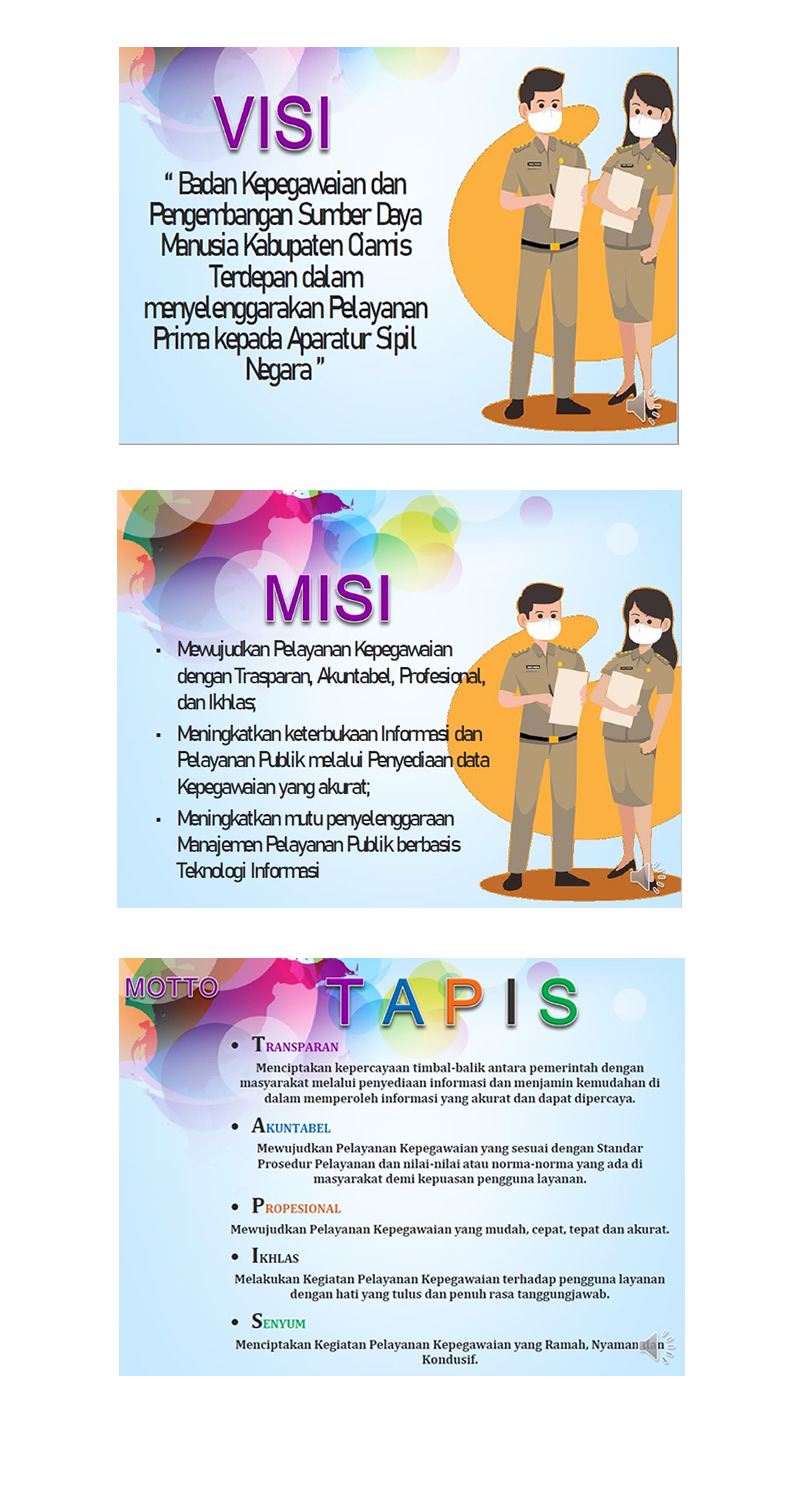 VISI
“ Badan Kepegawaian dan
Pengembangan Sumber Daya
Manusia Kabupaten Ciamis
Terdepan dalam
menyelenggarakan Pelayanan
Prima kepada Aparatur Sipil
Negara ”
MISI
▪ Mewujudkan Pelayanan Kepegawaian
dengan Trasparan, Akuntabel, Profesional,
dan Ikhlas;
▪ Meningkatkan keterbukaan Informasi dan
Pelayanan Publik melalui Penyediaan data
Kepegawaian yang akurat;
▪ Meningkatkan mutu penyelenggaraan
Manajemen Pelayanan Publik berbasis
Teknologi Informasi
MOTTO
T A P I S
• TRANSPARAN
Menciptakan kepercayaan timbal-balik antara pemerintah dengan
masyarakat melalui penyediaan informasi dan menjamin kemudahan di
dalam memperoleh informasi yang akurat dan dapat dipercaya.
• AKUNTABEL
Mewujudkan Pelayanan Kepegawaian yang sesuai dengan Standar
Prosedur Pelayanan dan nilai-nilai atau norma-norma yang ada di
masyarakat demi kepuasan pengguna layanan.
• PROPESIONAL
Mewujudkan Pelayanan Kepegawaian yang mudah, cepat, tepat dan akurat.
• IKHLAS
Melakukan Kegiatan Pelayanan Kepegawaian terhadap pengguna layanan
dengan hati yang tulus dan penuh rasa tanggungjawab.
• SENYUM
Menciptakan Kegiatan Pelayanan Kepegawaian yang Ramah, Nyaman dan
Kondusif.